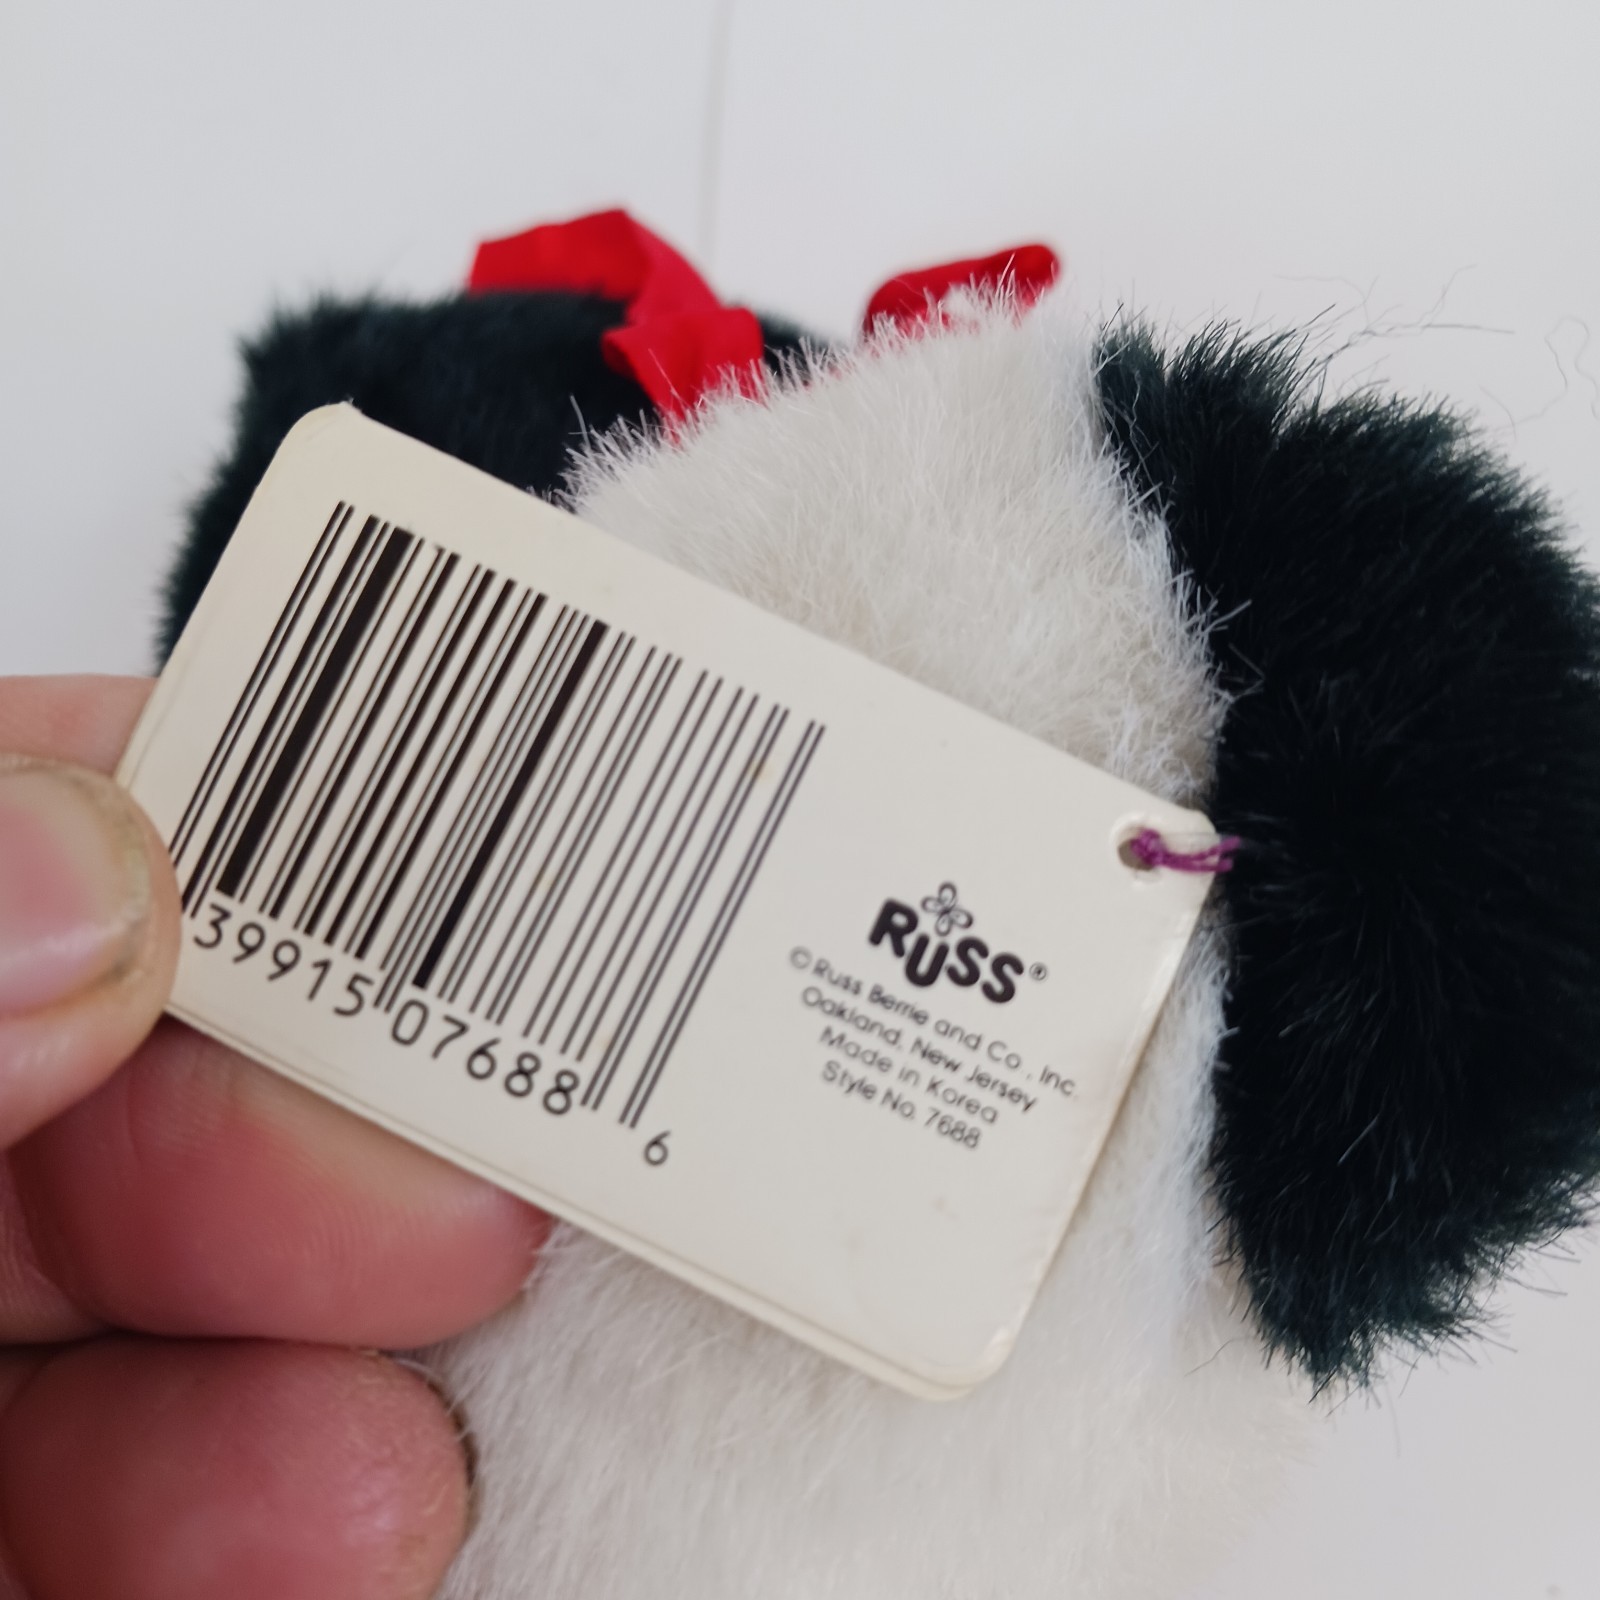 39915 07688 6
RUSS®
© Russ Berrie and Co., Inc.
Oakland, New Jersey
Made in Korea
Style No. 7688